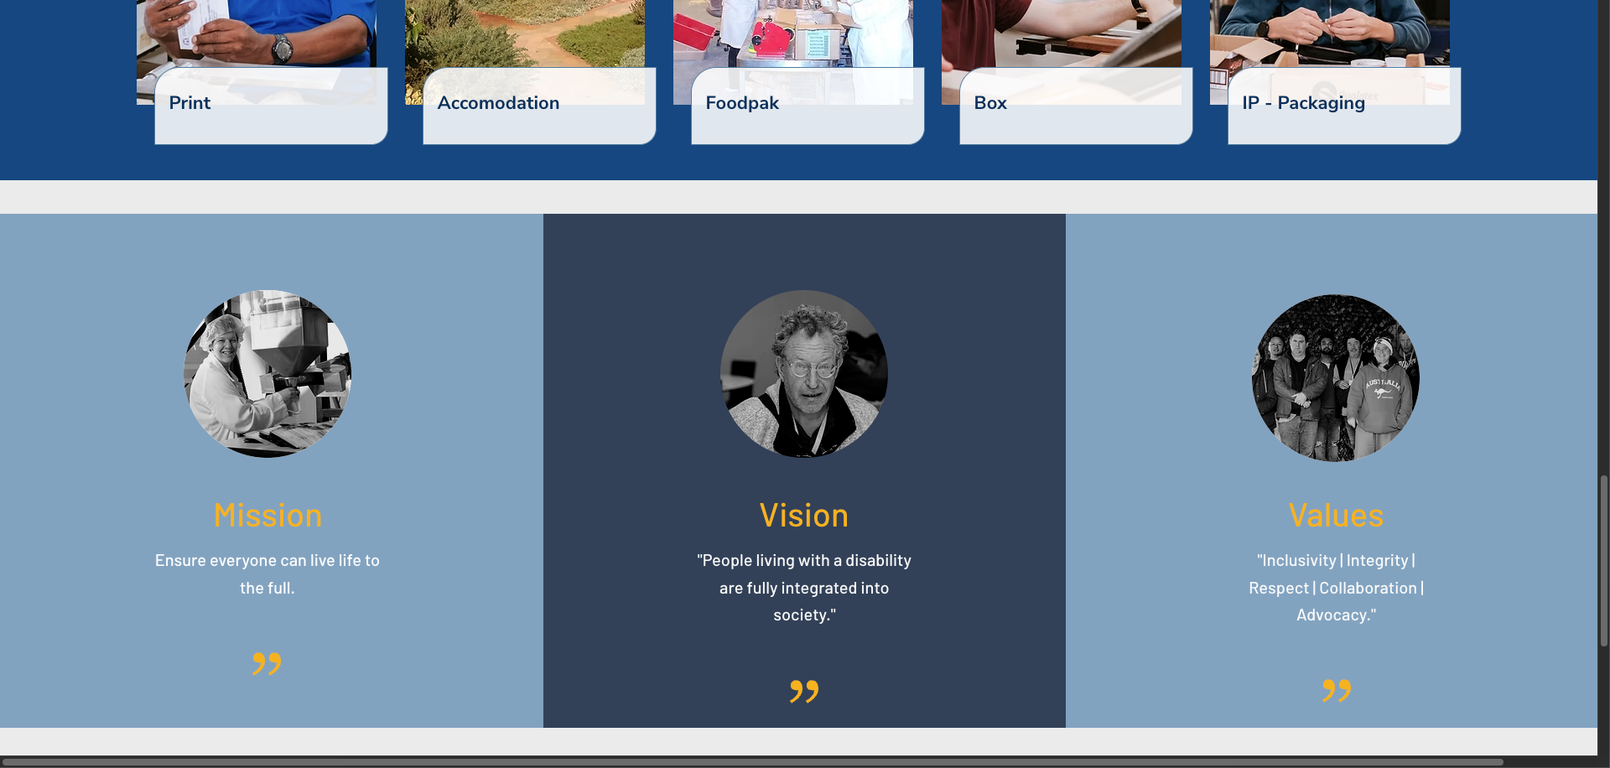 Print
Accomodation
Foodpak
Box
IP - Packaging
Mission
Ensure everyone can live life to
the full.
”
Vision
"People living with a disability
are fully integrated into
society."
”
Values
"Inclusivity | Integrity |
Respect | Collaboration |
Advocacy."
”